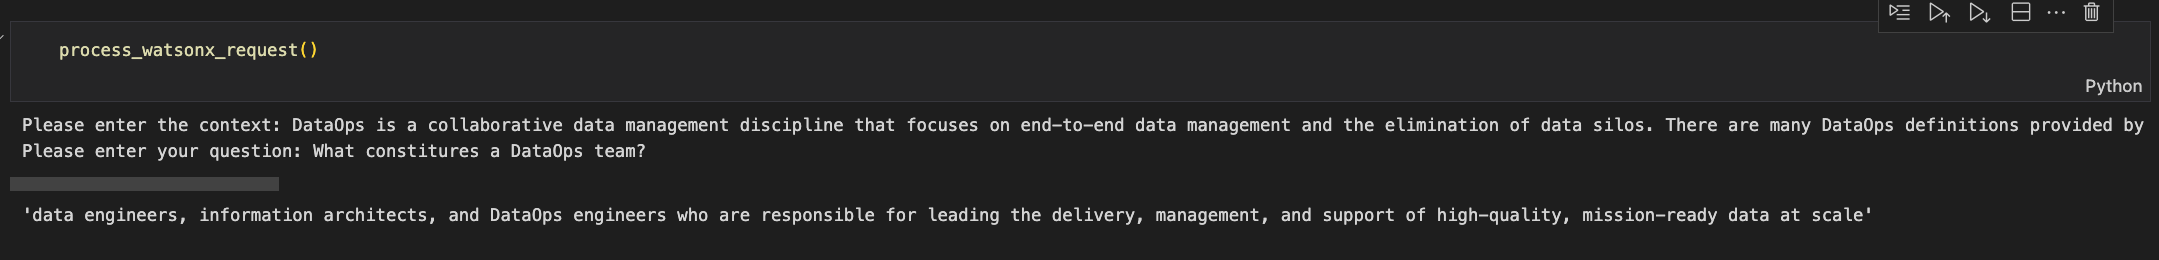 process_watsonx_request()
Python
Please enter the context: DataOps is a collaborative data management discipline that focuses on end-to-end data management and the elimination of data silos. There are many DataOps definitions provided by
Please enter your question: What constitures a DataOps team?
'data engineers, information architects, and DataOps engineers who are responsible for leading the delivery, management, and support of high-quality, mission-ready data at scale'